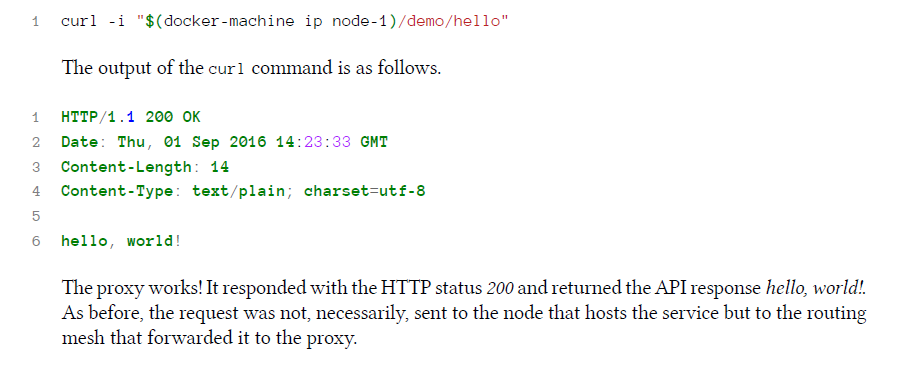 1 curl -i "$(docker-machine ip node-1)/demo/hello"
The output of the curl command is as follows.
1 HTTP/1.1 200 OK
2 Date: Thu, 01 Sep 2016 14:23:33 GMT
3 Content-Length: 14
4 Content-Type: text/plain; charset=utf-8
5
6 hello, world!
The proxy works! It responded with the HTTP status 200 and returned the API response hello, world!.
As before, the request was not, necessarily, sent to the node that hosts the service but to the routing
mesh that forwarded it to the proxy.